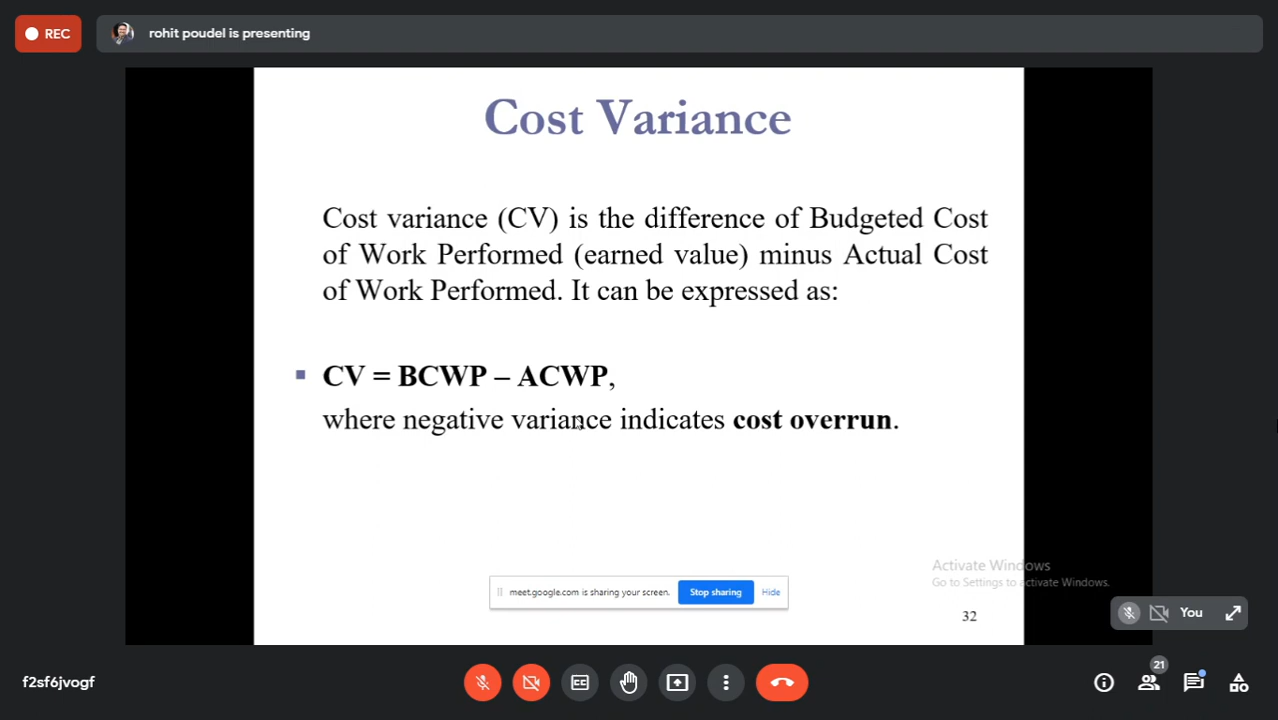 REC
rohit poudel is presenting
Cost Variance
Cost variance (CV) is the difference of Budgeted Cost
of Work Performed (earned value) minus Actual Cost
of Work Performed. It can be expressed as:
CV = BCWP – ACWP,
where negative variance indicates cost overrun.
Activate Windows
Go to Settings to activate Windows.
meet.google.com is sharing your screen. Stop sharing Hide
32
You
f2sf6jvogf
CC
21